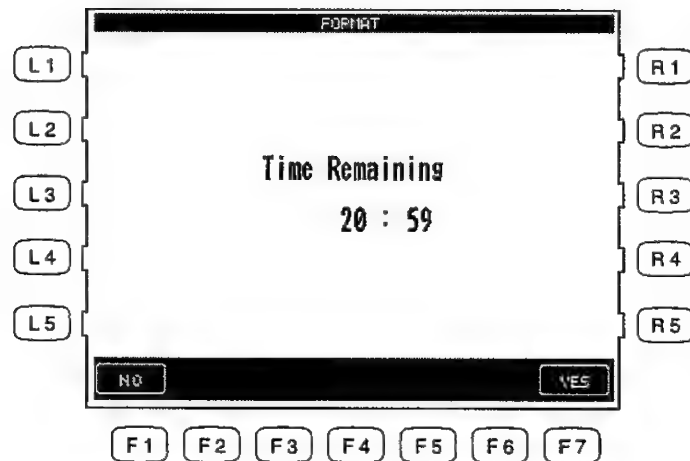 FORMAT
L1 R1
L2 R2
Time Remaining
L3 R3
20 : 59
L4 R4
L5 R5
NO YES
F1 F2 F3 F4 F5 F6 F7